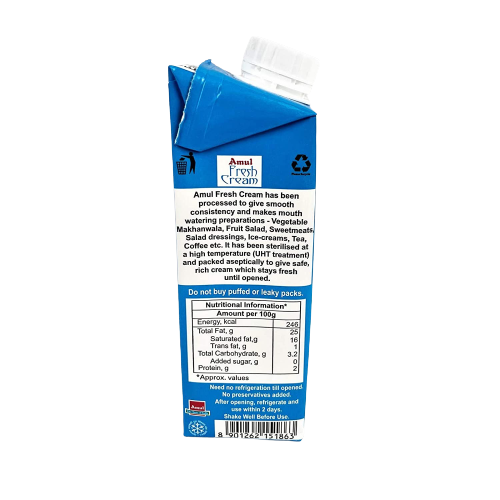 Amul
Fresh
Cream
Amul Fresh Cream has been
processed to give smooth
consistency and makes mouth
watering preparations - Vegetable
Makhanwala, Fruit Salad, Sweetmeats,
Salad dressings, Ice-creams, Tea,
Coffee etc. It has been sterilised at
a high temperature (UHT treatment)
and packed aseptically to give safe,
rich cream which stays fresh
until opened.
Do not buy puffed or leaky packs.
Nutritional Information*
Amount per 100g
Energy, kcal 246
Total Fat, g 25
Saturated fat,g 16
Trans fat, g 1
Total Carbohydrate, g 3.2
Added sugar, g 0
Protein, g 2
*Approx. values
Need no refrigeration till opened.
No preservatives added.
After opening, refrigerate and
use within 2 days.
Shake Well Before Use.
Amul
8 901262 151863